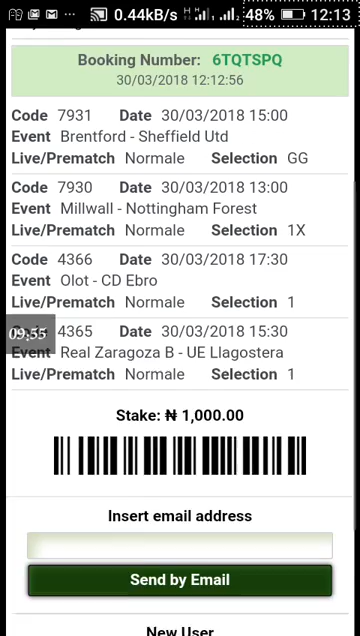 0.44kB/s 48% 12:13
Booking Number: 6TQTSPQ
30/03/2018 12:12:56
Code 7931 Date 30/03/2018 15:00
Event Brentford - Sheffield Utd
Live/Prematch Normale Selection GG
Code 7930 Date 30/03/2018 13:00
Event Millwall - Nottingham Forest
Live/Prematch Normale Selection 1X
Code 4366 Date 30/03/2018 17:30
Event Olot - CD Ebro
Live/Prematch Normale Selection 1
09:55 4365 Date 30/03/2018 15:30
Event Real Zaragoza B - UE Llagostera
Live/Prematch Normale Selection 1
Stake: ₦ 1,000.00
Insert email address
Send by Email
New User